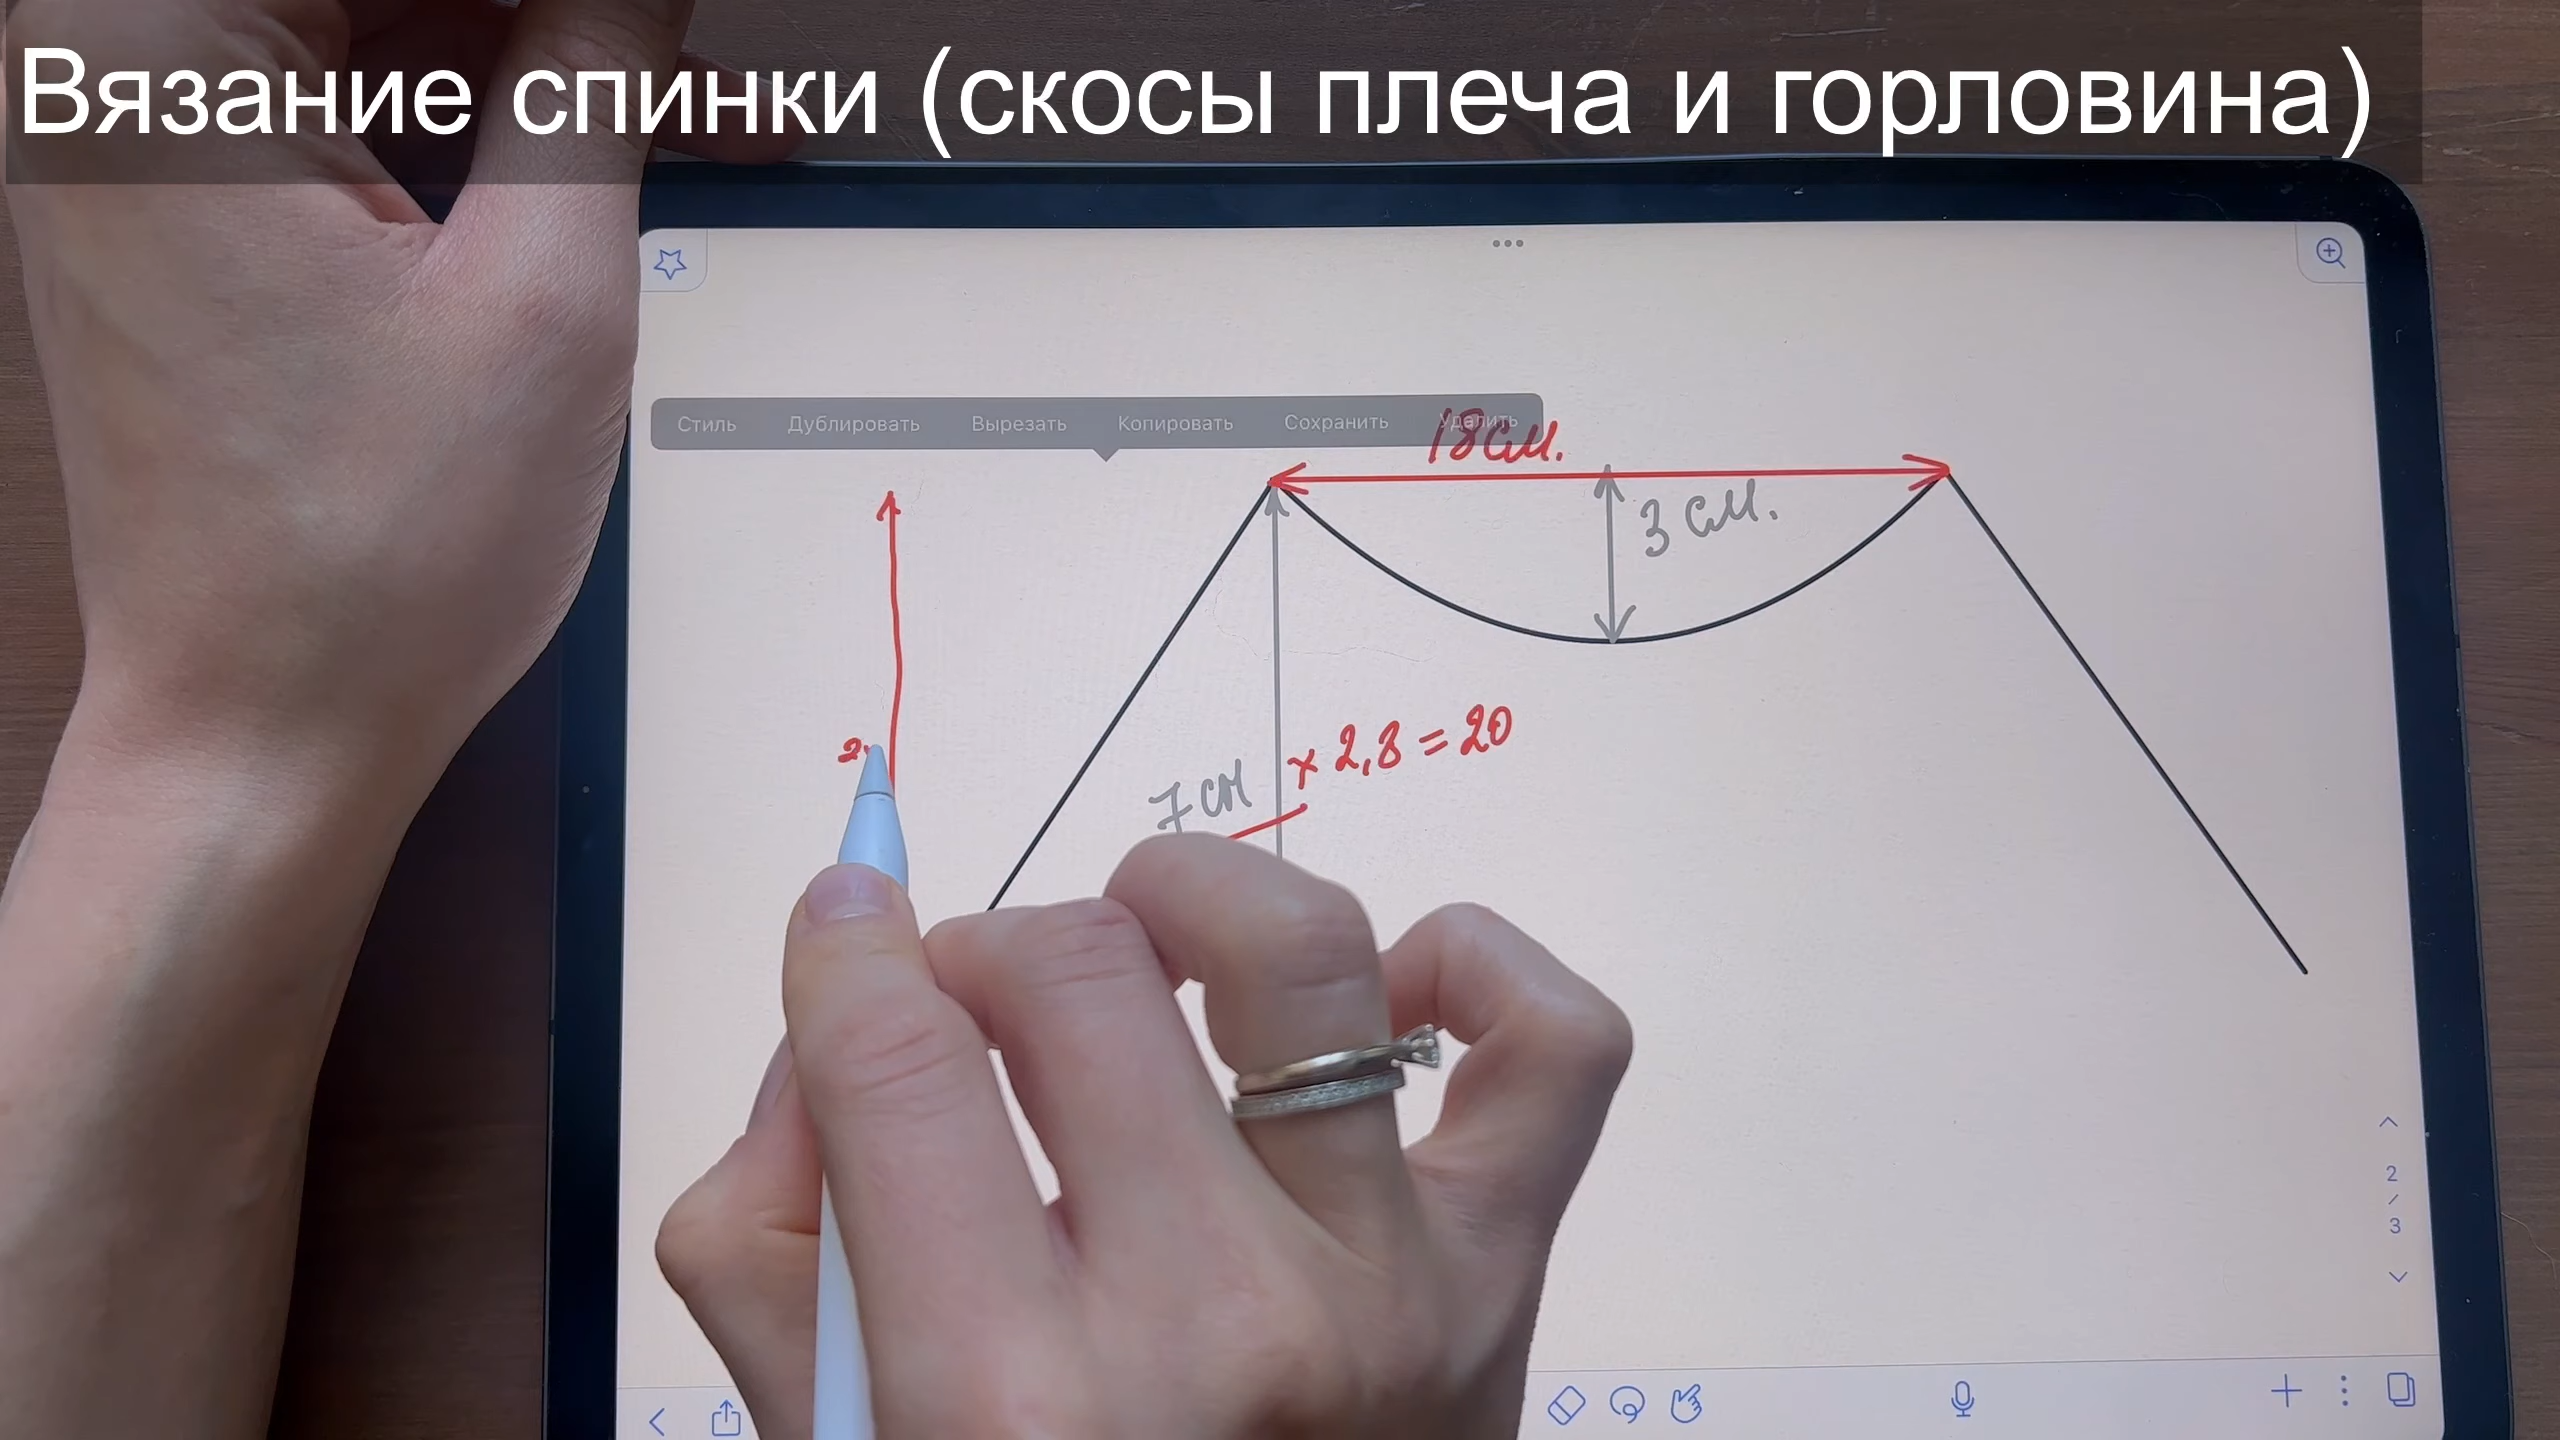 Вязание спинки (скосы плеча и горловина)
Стиль Дублировать Вырезать Копировать Сохранить Удалить
18см.
3 см.
7 см × 2,8 = 20
2
/
3